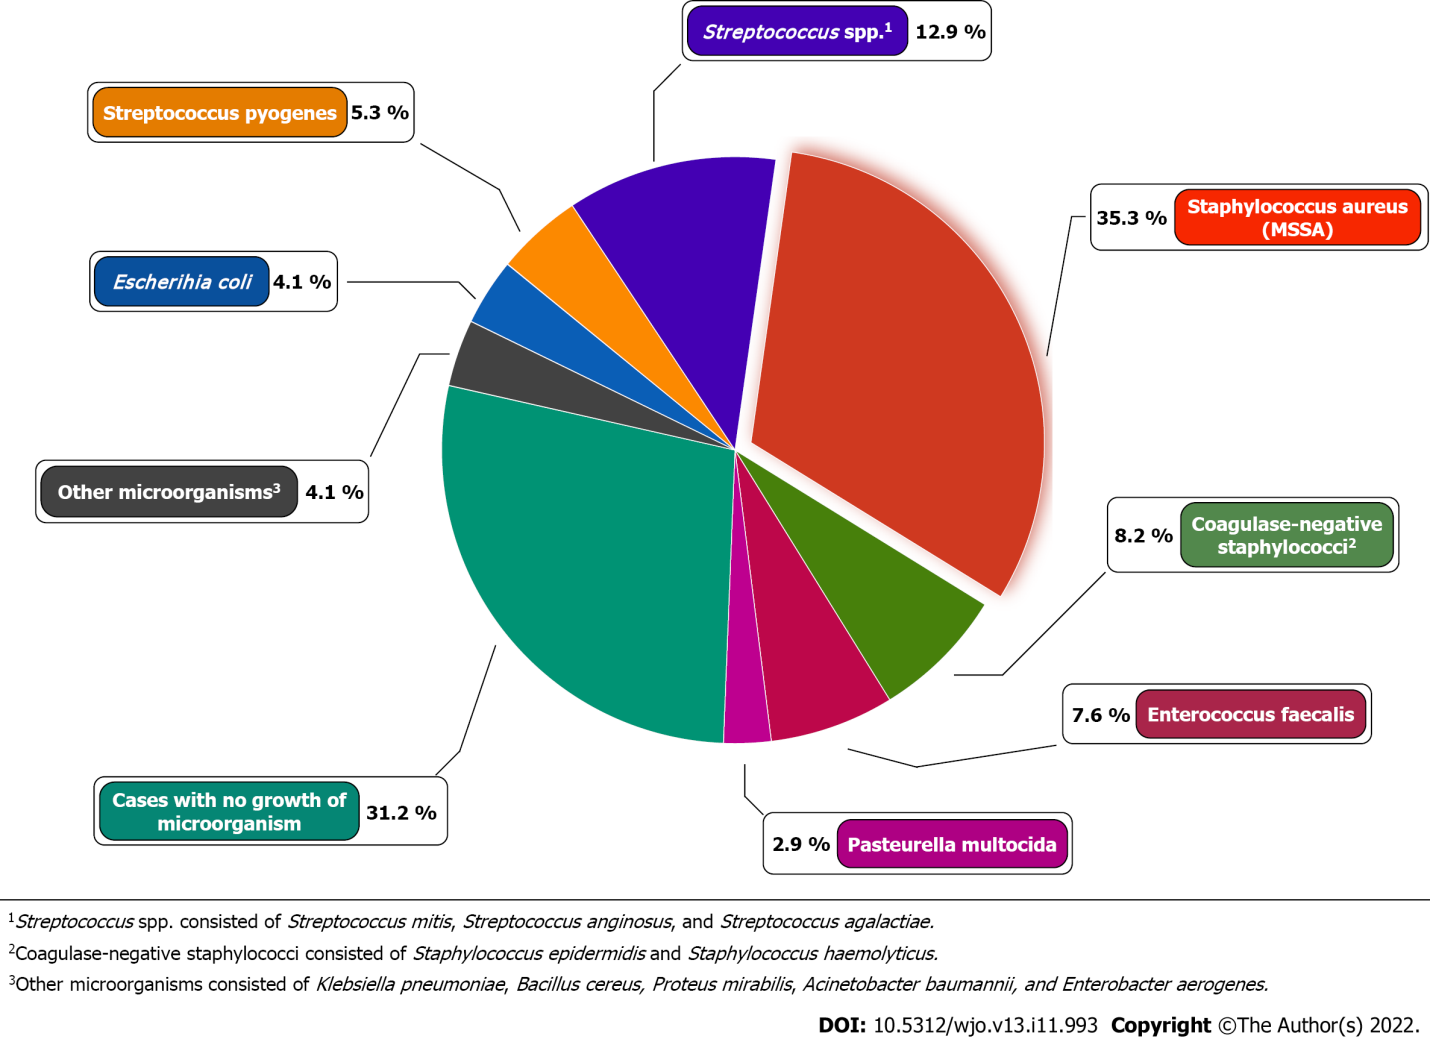 Streptococcus spp.1 12.9 %
Streptococcus pyogenes 5.3 %
35.3 % Staphylococcus aureus
(MSSA)
Escherihia coli 4.1 %
Other microorganisms3 4.1 %
8.2 % Coagulase-negative
staphylococci2
7.6 % Enterococcus faecalis
Cases with no growth of
microorganism 31.2 %
2.9 % Pasteurella multocida
1Streptococcus spp. consisted of Streptococcus mitis, Streptococcus anginosus, and Streptococcus agalactiae.
2Coagulase-negative staphylococci consisted of Staphylococcus epidermidis and Staphylococcus haemolyticus.
3Other microorganisms consisted of Klebsiella pneumoniae, Bacillus cereus, Proteus mirabilis, Acinetobacter baumannii, and Enterobacter aerogenes.
DOI: 10.5312/wjo.v13.i11.993 Copyright ©The Author(s) 2022.